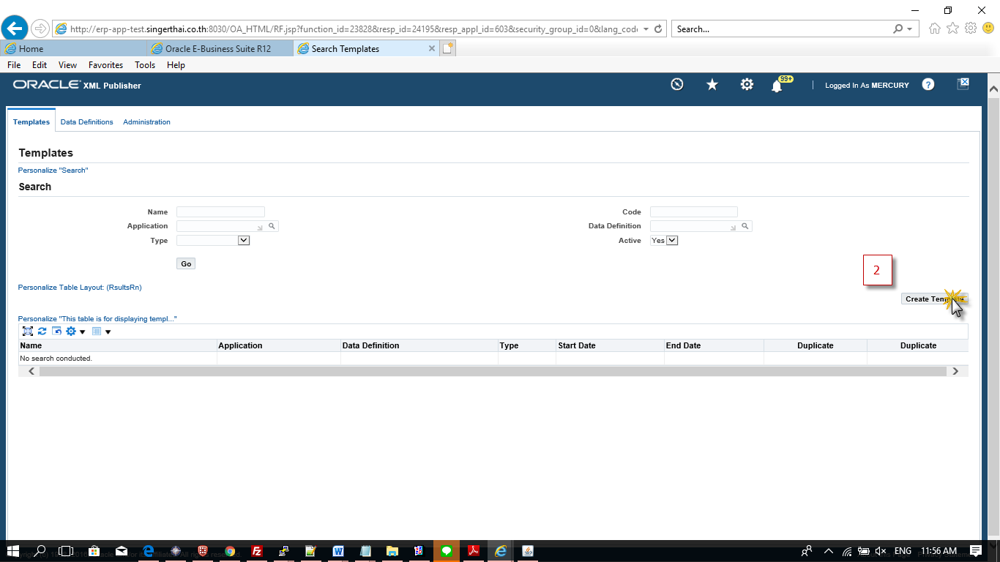 http://erp-app-test.singerthai.co.th:8030/OA_HTML/RF.jsp?function_id=23828&resp_id=24195&resp_appl_id=603&security_group_id=0&lang_code
Search...
Home
Oracle E-Business Suite R12
Search Templates
File Edit View Favorites Tools Help
ORACLE XML Publisher
99+
Logged In As MERCURY
Templates Data Definitions Administration
Templates
Personalize "Search"
Search
Name
Code
Application
Data Definition
Type
Active Yes
Go
2
Personalize Table Layout: (RsultsRn)
Create
Personalize "This table is for displaying templ..."
Name Application Data Definition Type Start Date End Date Duplicate Duplicate
No search conducted.
ENG 11:56 AM